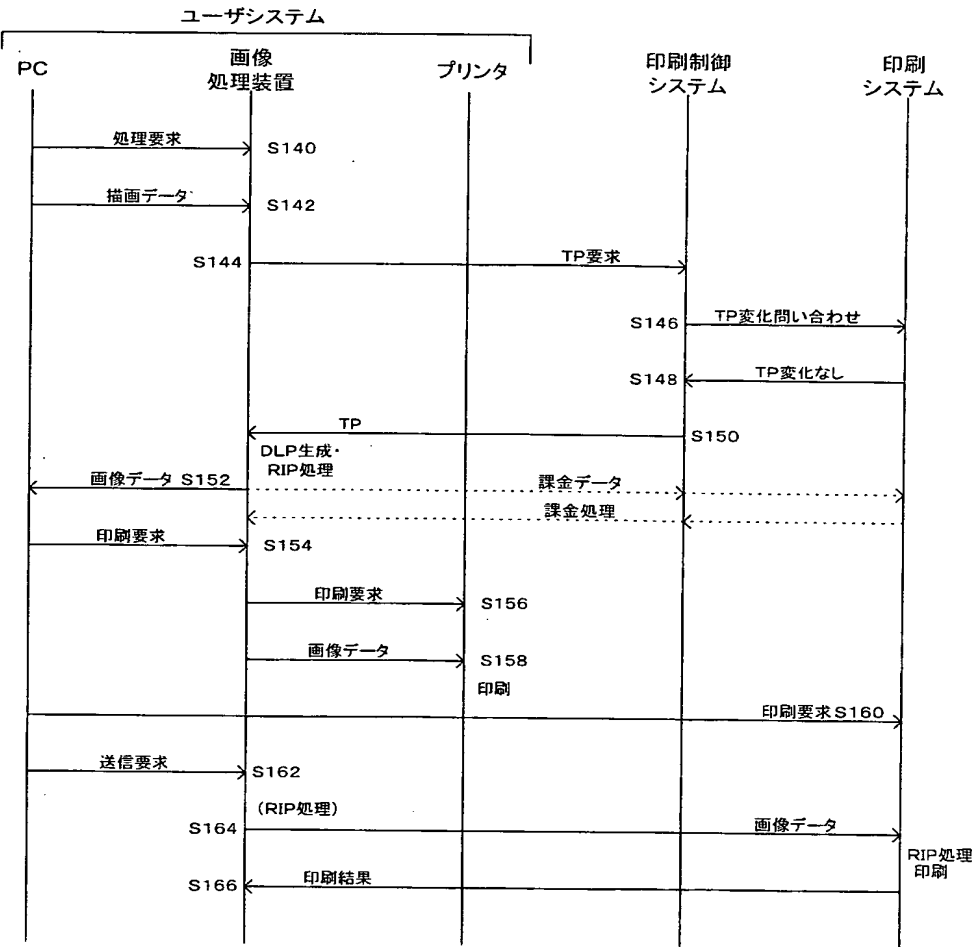 ユーザシステム
PC
画像
処理装置
プリンタ
印刷制御
システム
印刷
システム
処理要求
S140
描画データ
S142
S144
TP要求
S146
TP変化問い合わせ
S148
TP変化なし
TP
S150
DLP生成・
RIP処理
画像データ S152
課金データ
課金処理
印刷要求
S154
印刷要求
S156
画像データ
S158
印刷
印刷要求S160
送信要求
S162
(RIP処理)
S164
画像データ
RIP処理
印刷
S166
印刷結果